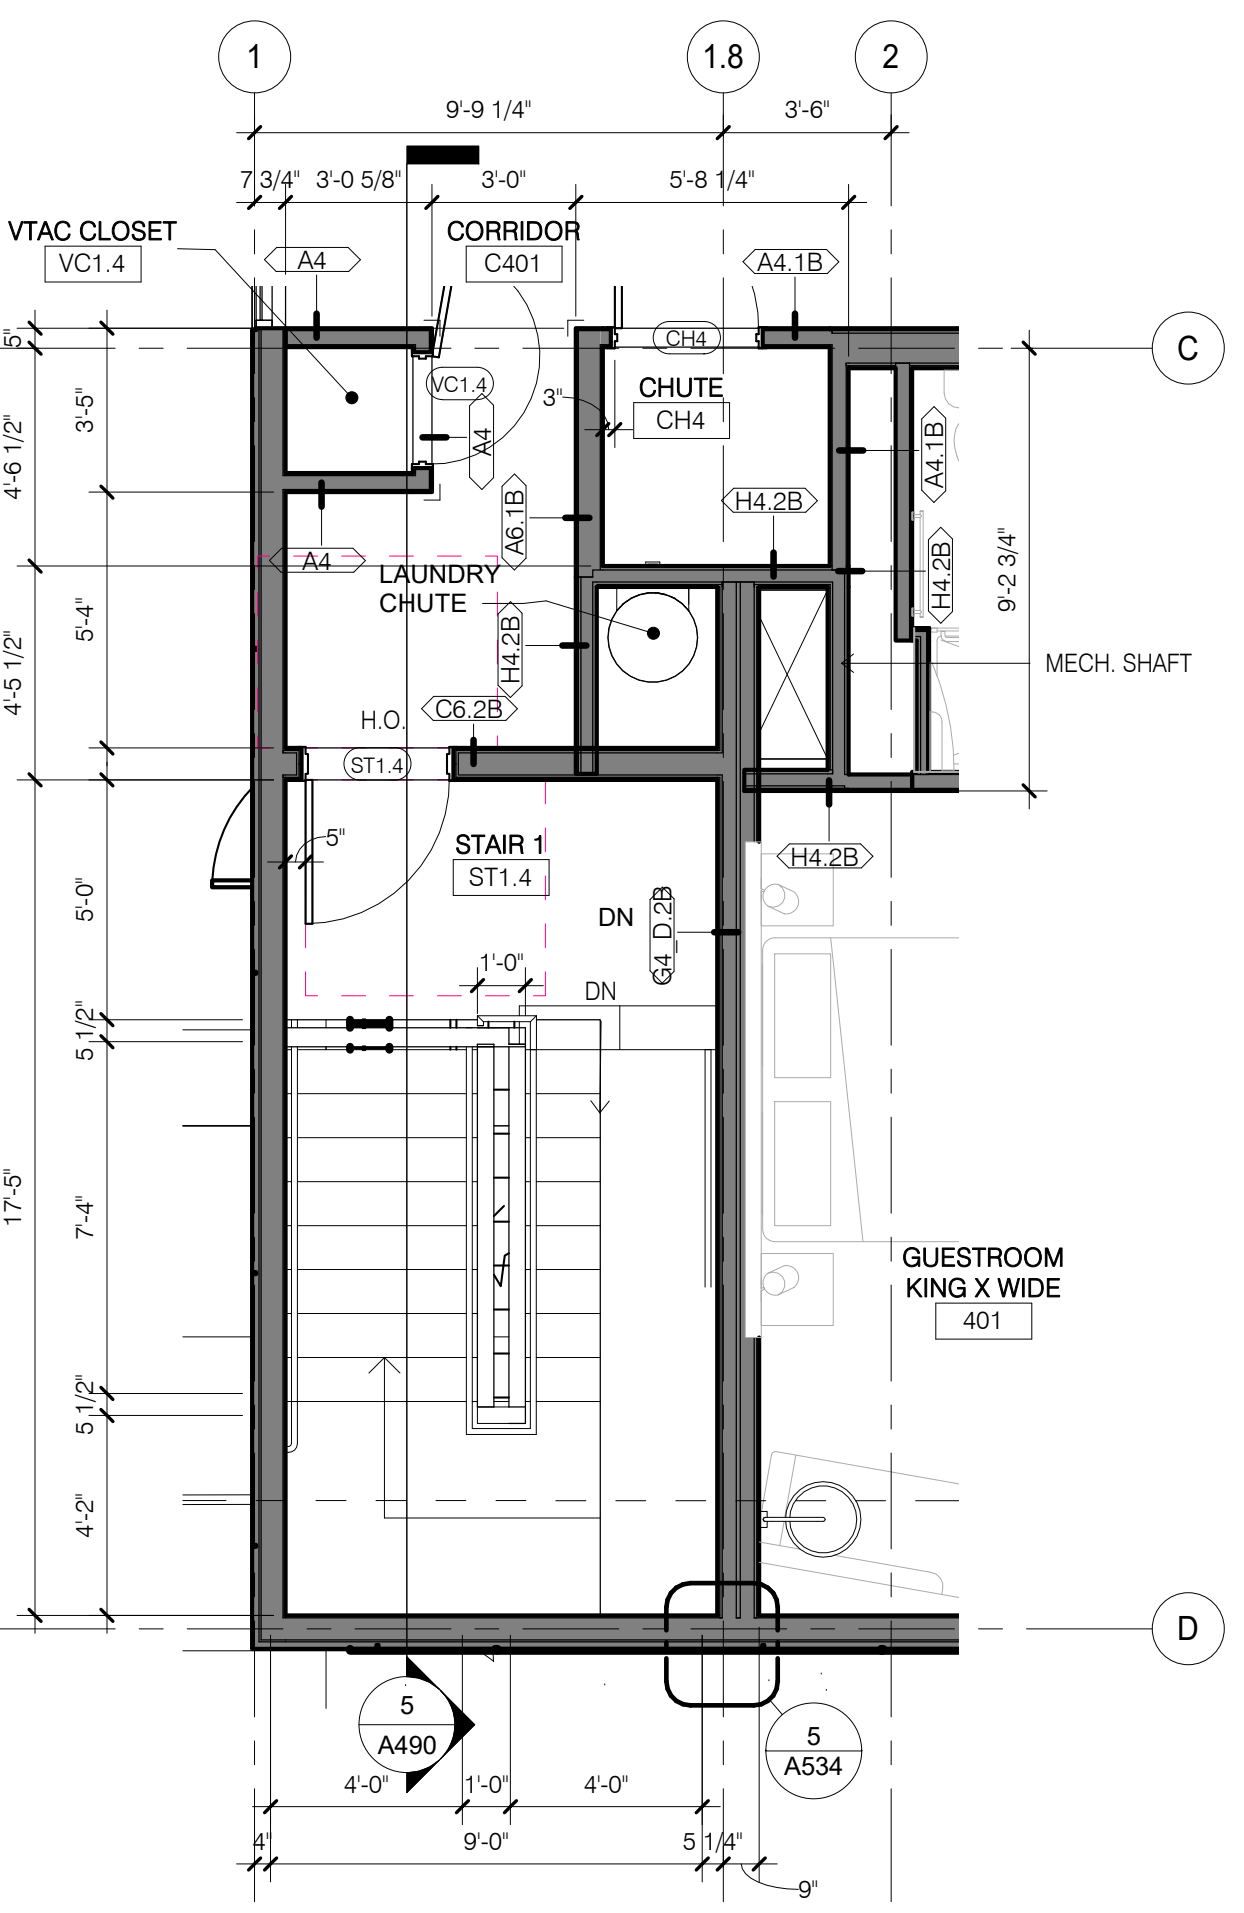 1
1.8
2
9'-9 1/4"
3'-6"
7 3/4"
3'-0 5/8"
3'-0"
5'-8 1/4"
VTAC CLOSET
VC1.4
A4
CORRIDOR
C401
A4.1B
5"
CH4
C
VC1.4
3'-5"
4'-6 1/2"
3"
CHUTE
CH4
A4
A4.1B
A6.1B
H4.2B
A4
LAUNDRY
CHUTE
H4.2B
9'-2 3/4"
5'-4"
4'-5 1/2"
H4.2B
MECH. SHAFT
H.O.
C6.2B
ST1.4
5"
STAIR 1
ST1.4
H4.2B
5'-0"
DN
G4 D.2B
1'-0"
DN
5 1/2"
17'-5"
7'-4"
GUESTROOM
KING X WIDE
401
5 1/2"
4'-2"
D
5
A490
5
A534
4'-0"
1'-0"
4'-0"
4"
9'-0"
5 1/4"
9"